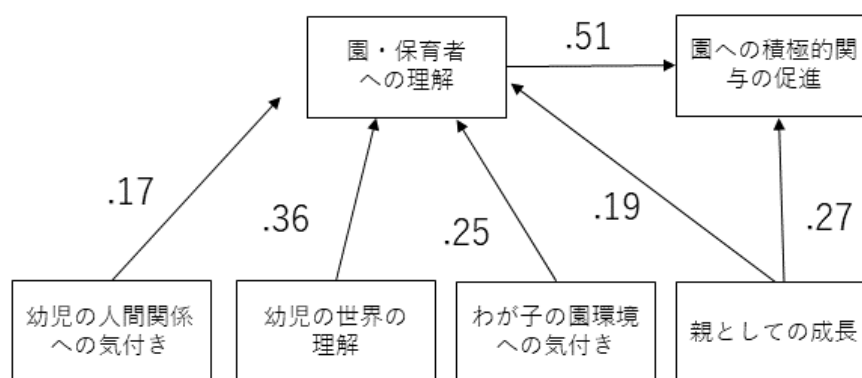 園・保育者
への理解
.51
園への積極的関
与の促進
.17
.36
.25
.19
.27
幼児の人間関係
への気付き
幼児の世界の
理解
わが子の園環境
への気付き
親としての成長